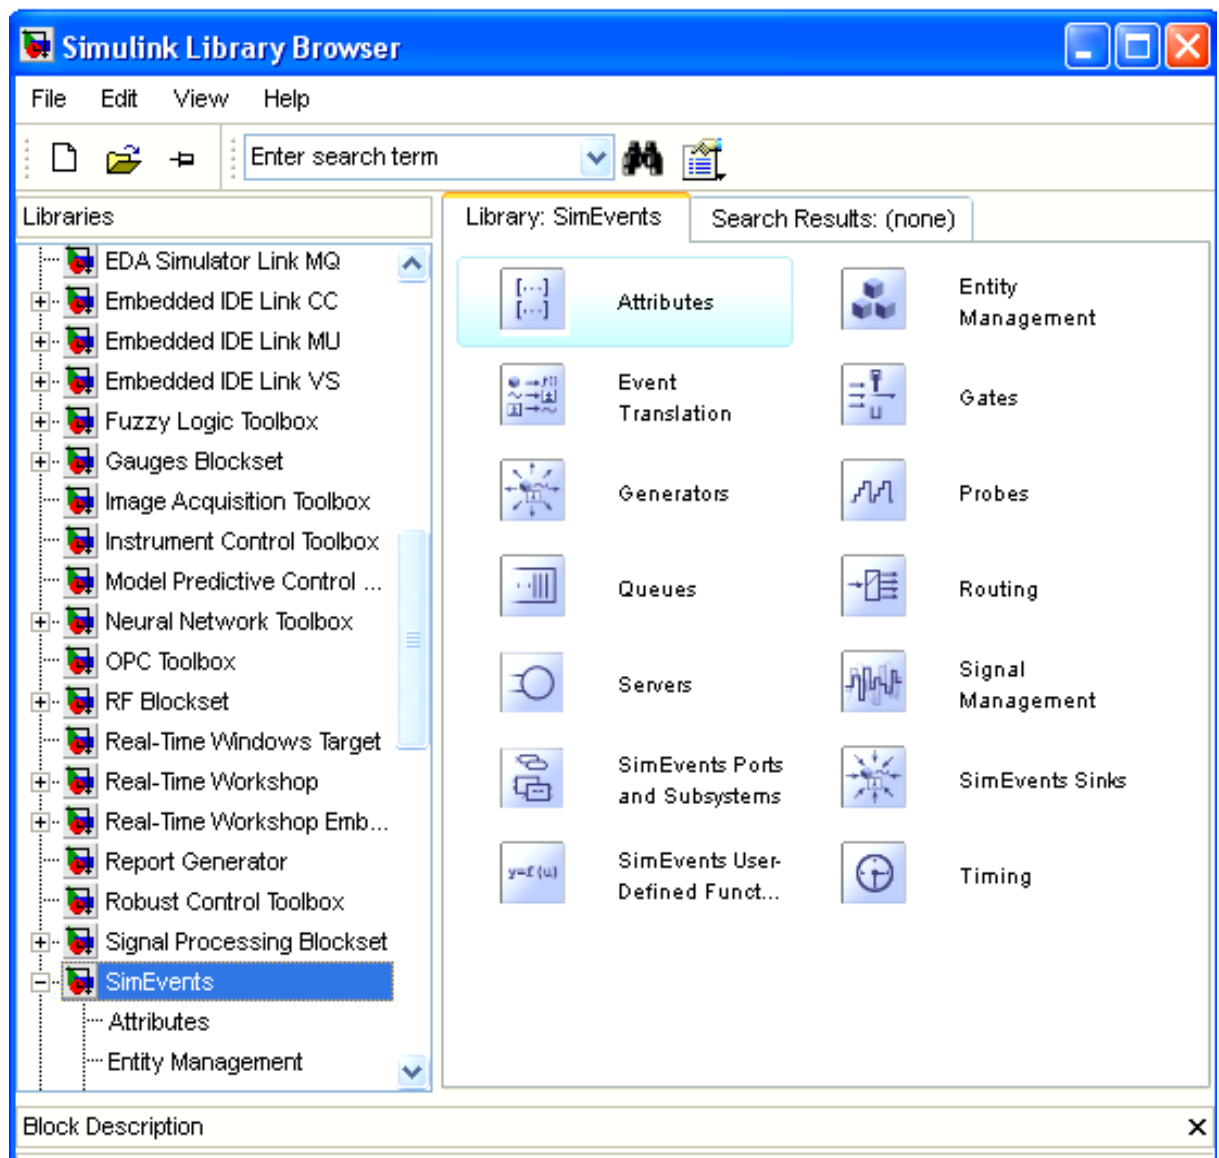 Simulink Library Browser
File Edit View Help
Enter search term
Libraries
Library: SimEvents
Search Results: (none)
EDA Simulator Link MQ
Embedded IDE Link CC
Embedded IDE Link MU
Embedded IDE Link VS
Fuzzy Logic Toolbox
Gauges Blockset
Image Acquisition Toolbox
Instrument Control Toolbox
Model Predictive Control ...
Neural Network Toolbox
OPC Toolbox
RF Blockset
Real-Time Windows Target
Real-Time Workshop
Real-Time Workshop Emb...
Report Generator
Robust Control Toolbox
Signal Processing Blockset
SimEvents
Attributes
Entity Management
Attributes
Entity
Management
Event
Translation
Gates
Generators
Probes
Queues
Routing
Servers
Signal
Management
SimEvents Ports
and Subsystems
SimEvents Sinks
y=f(u)
SimEvents User-
Defined Funct...
Timing
Block Description